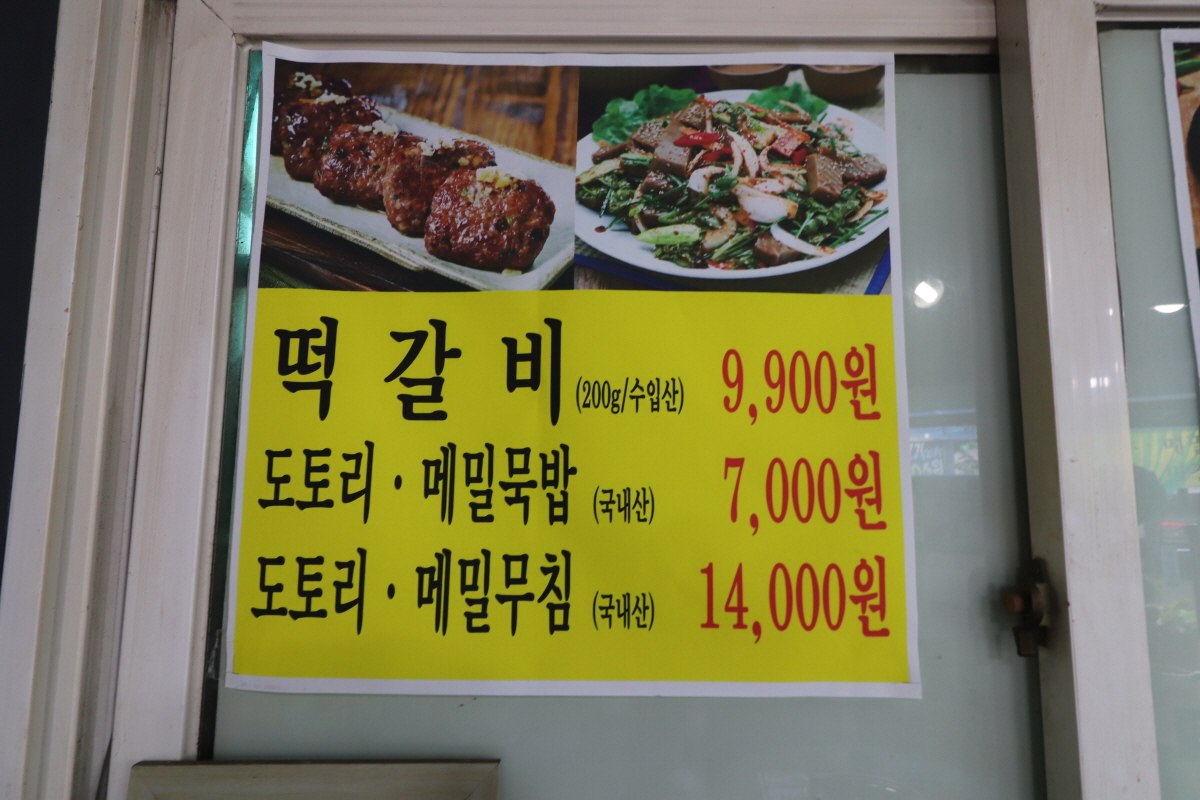 떡갈비 (200g/수입산) 9,900원
도토리·메밀묵밥 (국내산) 7,000원
도토리·메밀무침 (국내산) 14,000원